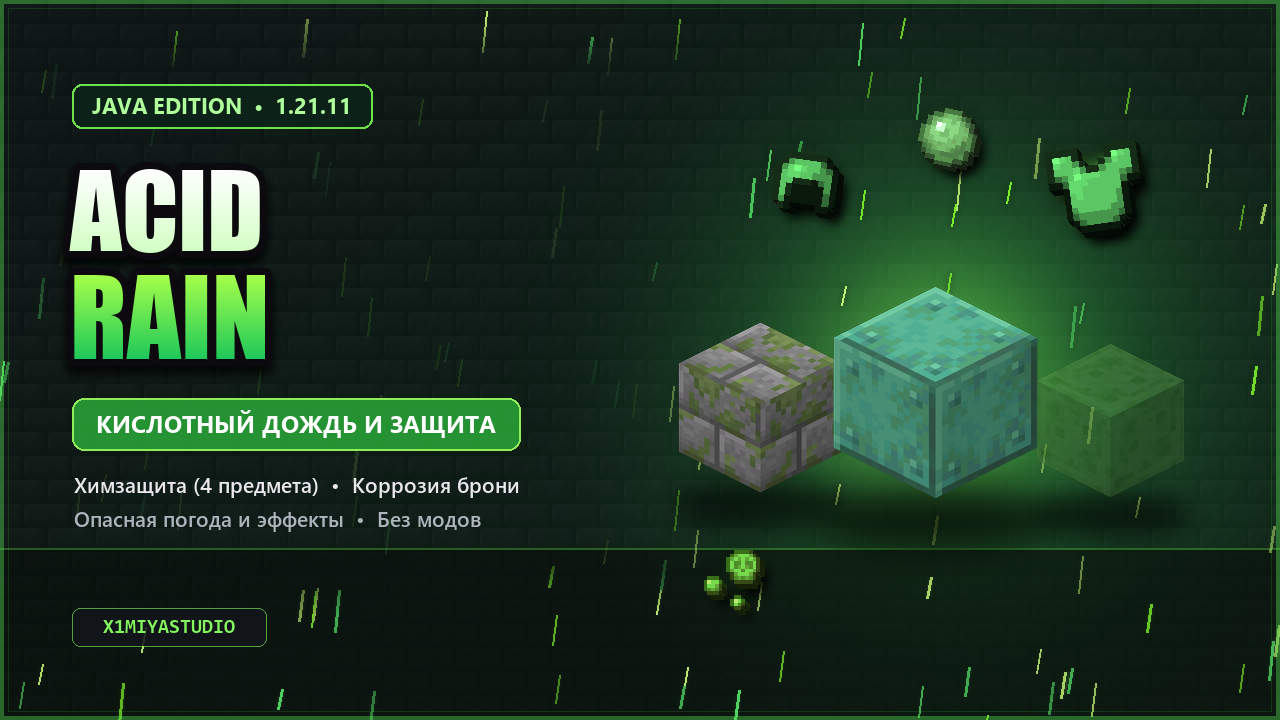 JAVA EDITION • 1.21.11
ACID
RAIN
КИСЛОТНЫЙ ДОЖДЬ И ЗАЩИТА
Химзащита (4 предмета) • Коррозия брони
Опасная погода и эффекты • Без модов
X1MIYASTUDIO